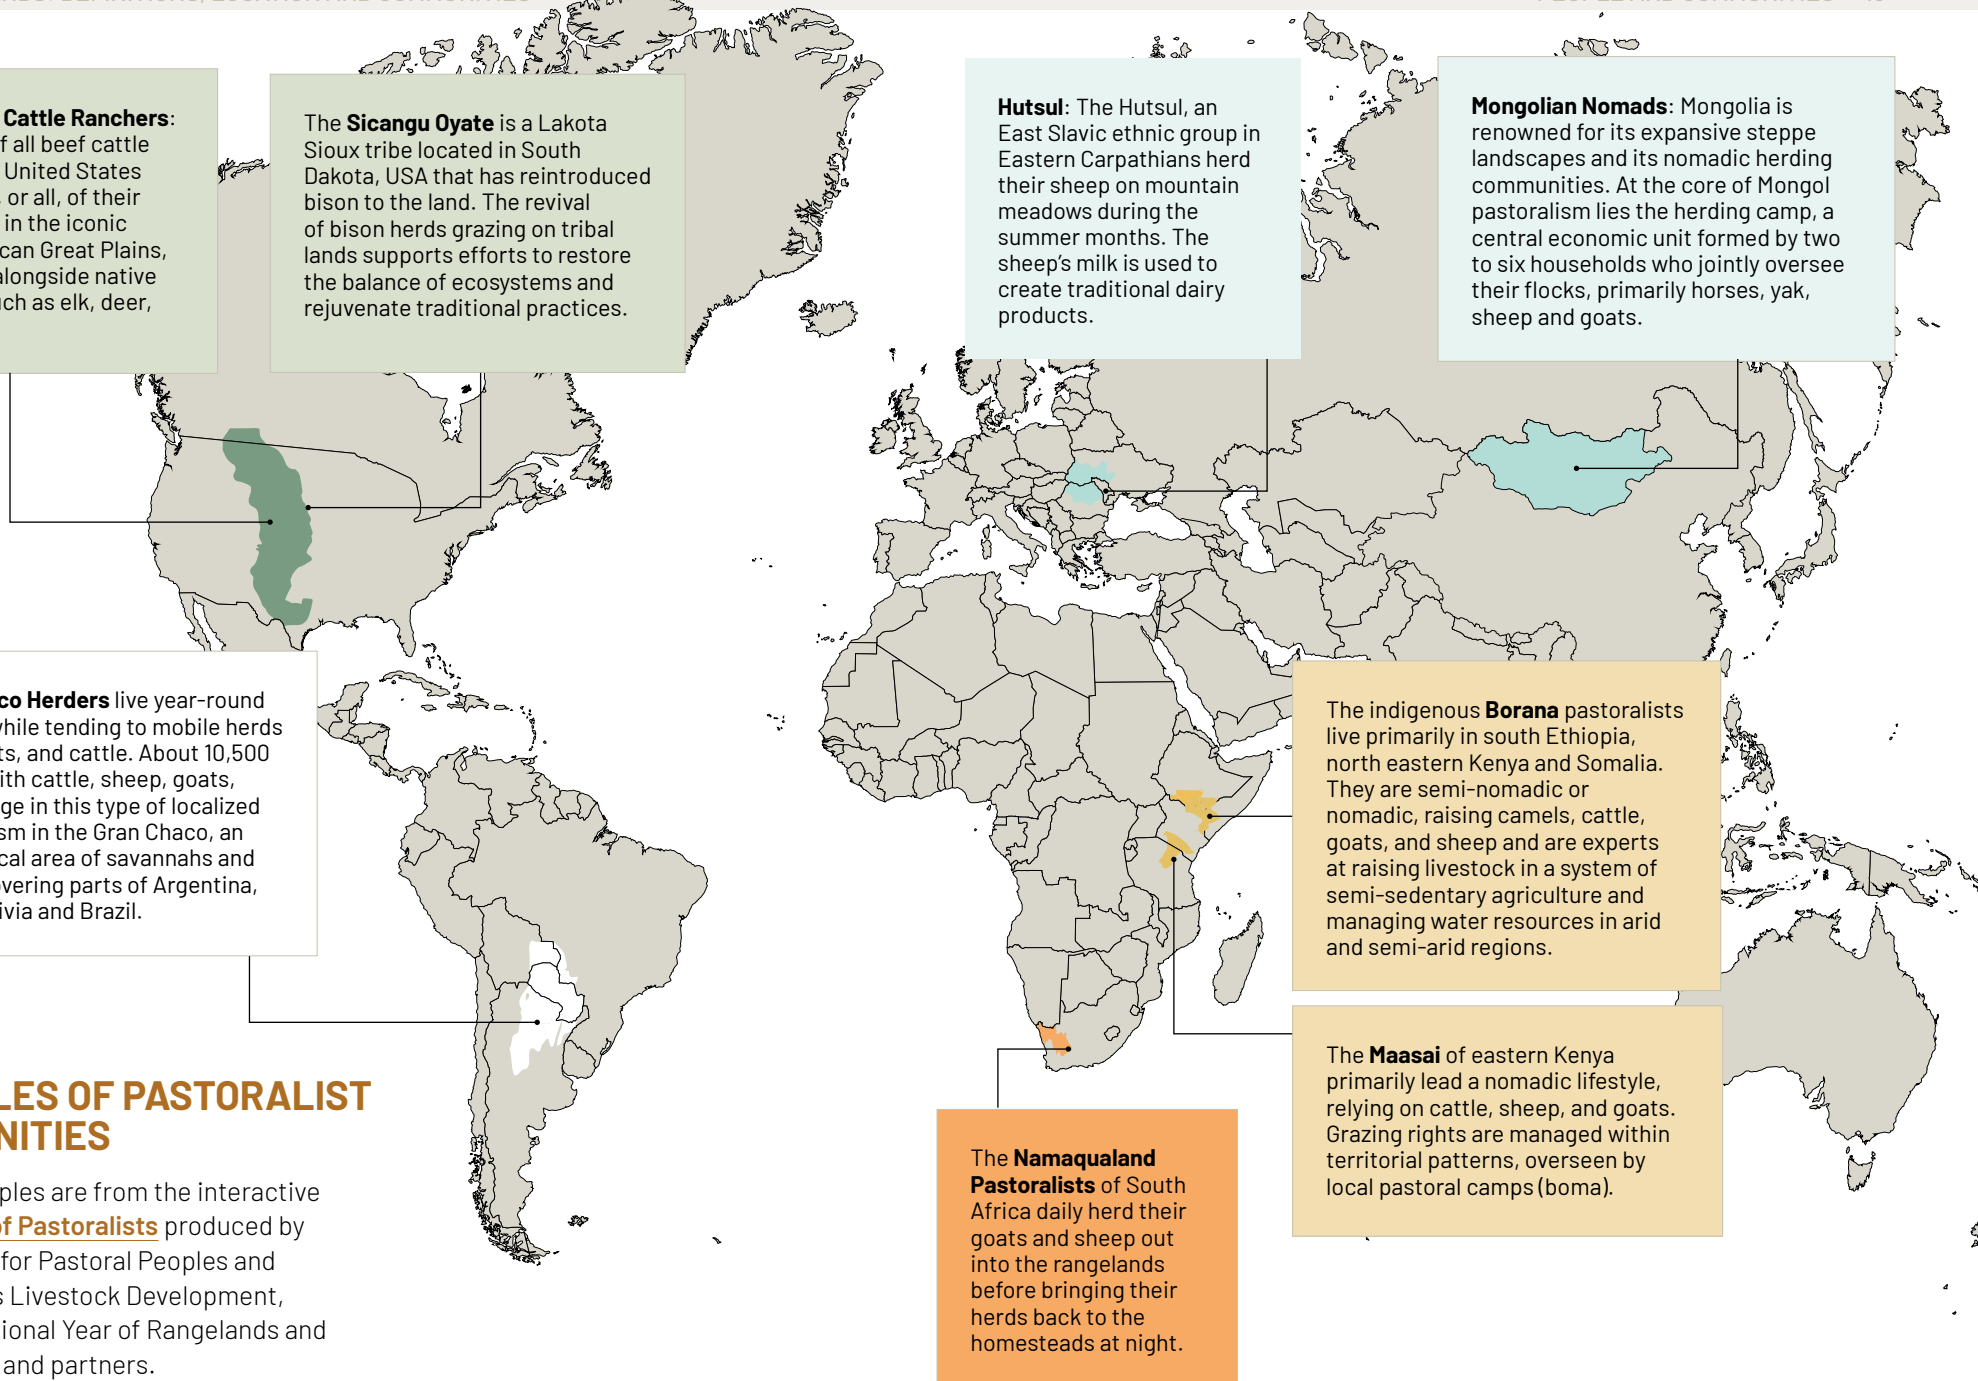 Cattle Ranchers:
of all beef cattle
United States
or all, of their
in the iconic
can Great Plains,
alongside native
such as elk, deer,
The Sicangu Oyate is a Lakota
Sioux tribe located in South
Dakota, USA that has reintroduced
bison to the land. The revival
of bison herds grazing on tribal
lands supports efforts to restore
the balance of ecosystems and
rejuvenate traditional practices.
Hutsul: The Hutsul, an
East Slavic ethnic group in
Eastern Carpathians herd
their sheep on mountain
meadows during the
summer months. The
sheep's milk is used to
create traditional dairy
products.
Mongolian Nomads: Mongolia is
renowned for its expansive steppe
landscapes and its nomadic herding
communities. At the core of Mongol
pastoralism lies the herding camp, a
central economic unit formed by two
to six households who jointly oversee
their flocks, primarily horses, yak,
sheep and goats.
co Herders live year-round
while tending to mobile herds
ts, and cattle. About 10,500
with cattle, sheep, goats,
ge in this type of localized
sm in the Gran Chaco, an
cal area of savannahs and
overing parts of Argentina,
ivia and Brazil.
The indigenous Borana pastoralists
live primarily in south Ethiopia,
north eastern Kenya and Somalia.
They are semi-nomadic or
nomadic, raising camels, cattle,
goats, and sheep and are experts
at raising livestock in a system of
semi-sedentary agriculture and
managing water resources in arid
and semi-arid regions.
The Maasai of eastern Kenya
primarily lead a nomadic lifestyle,
relying on cattle, sheep, and goats.
Grazing rights are managed within
territorial patterns, overseen by
local pastoral camps (boma).
The Namaqualand
Pastoralists of South
Africa daily herd their
goats and sheep out
into the rangelands
before bringing their
herds back to the
homesteads at night.
LES OF PASTORALIST
NITIES
ples are from the interactive
of Pastoralists produced by
for Pastoral Peoples and
s Livestock Development,
ional Year of Rangelands and
and partners.